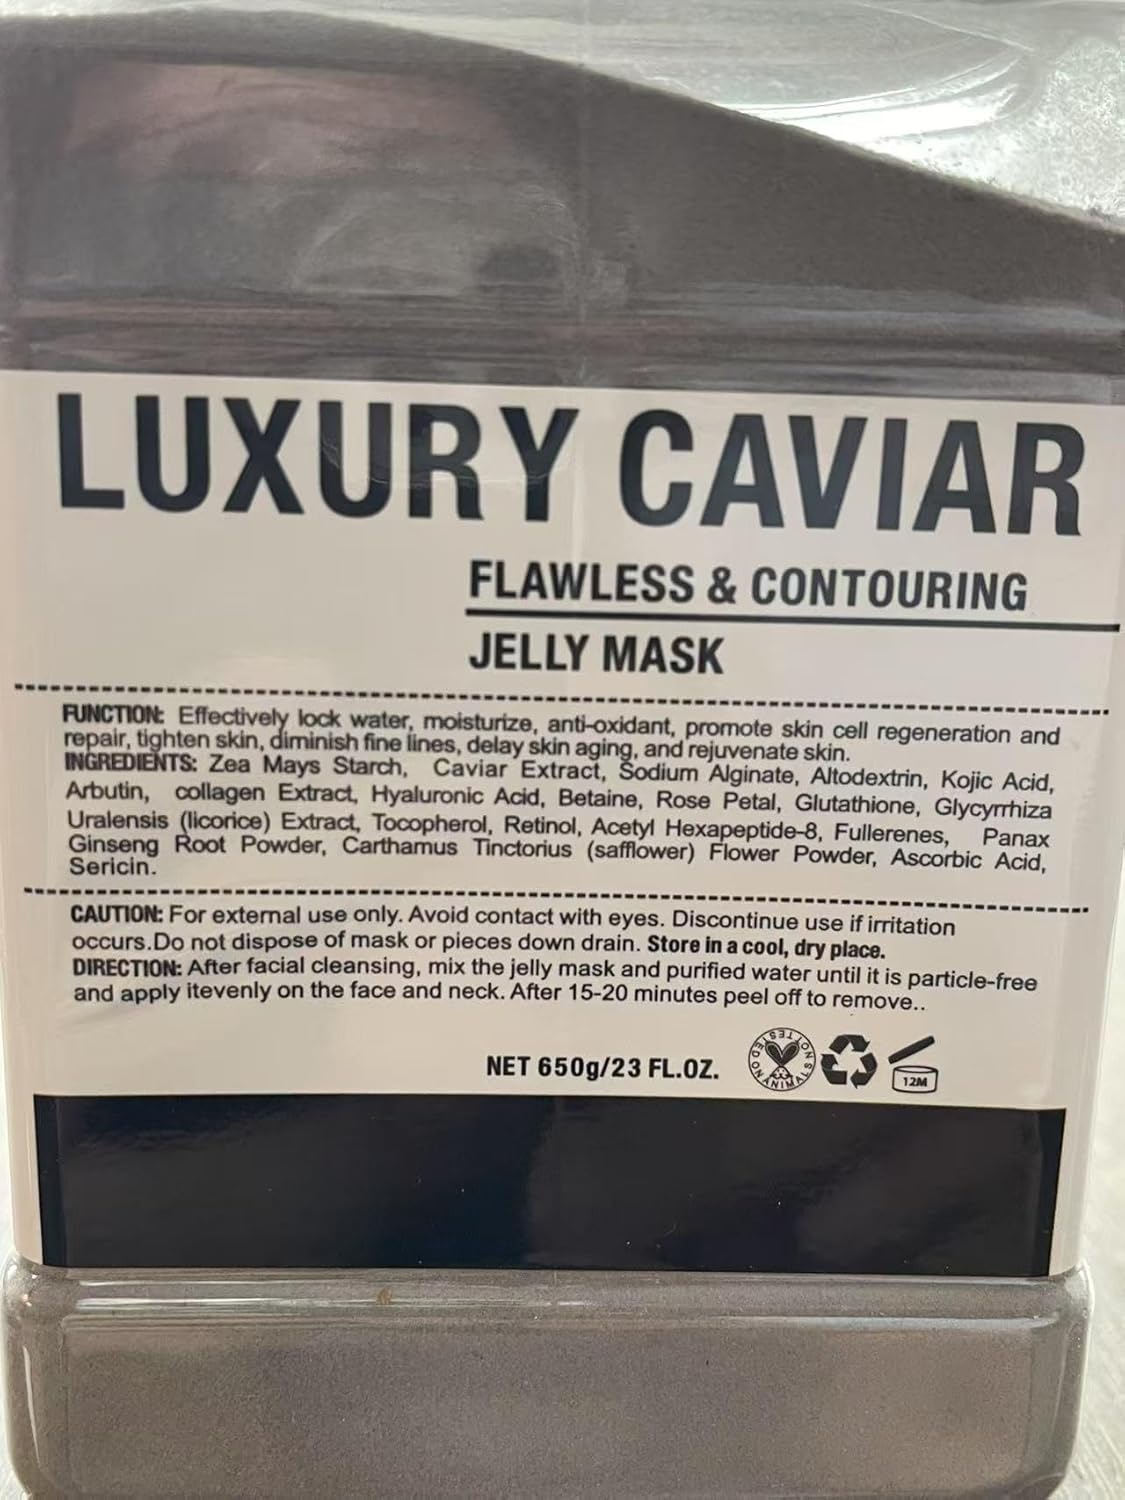 LUXURY CAVIAR
FLAWLESS & CONTOURING
JELLY MASK
FUNCTION: Effectively lock water, moisturize, anti-oxidant, promote skin cell regeneration and
repair, tighten skin, diminish fine lines, delay skin aging, and rejuvenate skin.
INGREDIENTS: Zea Mays Starch, Caviar Extract, Sodium Alginate, Altodextrin, Kojic Acid,
Arbutin, collagen Extract, Hyaluronic Acid, Betaine, Rose Petal, Glutathione, Glycyrrhiza
Uralensis (licorice) Extract, Tocopherol, Retinol, Acetyl Hexapeptide-8, Fullerenes, Panax
Ginseng Root Powder, Carthamus Tinctorius (safflower) Flower Powder, Ascorbic Acid,
Sericin.
CAUTION: For external use only. Avoid contact with eyes. Discontinue use if irritation
occurs.Do not dispose of mask or pieces down drain. Store in a cool, dry place.
DIRECTION: After facial cleansing, mix the jelly mask and purified water until it is particle-free
and apply itevenly on the face and neck. After 15-20 minutes peel off to remove..
NET 650g/23 FL.OZ.
NOT TESTED ON ANIMALS
12M